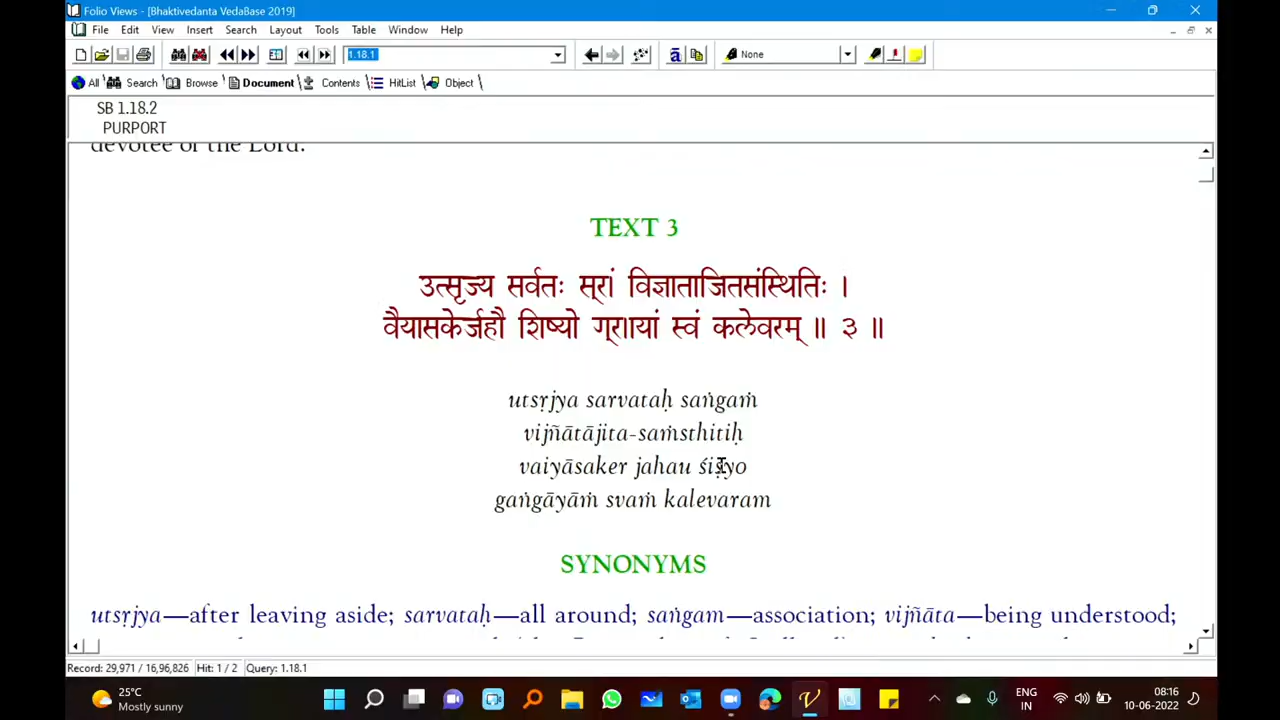 Folio Views - [Bhaktivedanta VedaBase 2019]
File Edit View Insert Search Layout Tools Table Window Help
1.18.1 None
All Search Browse Document Contents HitList Object
SB 1.18.2
PURPORT
devotee of the Lord.
TEXT 3
उत्सृज्य सर्वतः स्रां विज्ञाताजितसंस्थितिः ।
वैयासकेर्जहौ शिष्यो ग्रायां स्वं कलेवरम् ॥ ३ ॥
utsṛjya sarvataḥ saṅgaṁ
vijñātājita-saṁsthitiḥ
vaiyāsaker jahau śiṣyo
gaṅgāyāṁ svaṁ kalevaram
SYNONYMS
utsṛjya—after leaving aside; sarvataḥ—all around; saṅgam—association; vijñāta—being understood;
Record: 29,971 / 16,96,826 Hit: 1 / 2 Query: 1.18.1
25°C
Mostly sunny
ENG
IN
08:16
10-06-2022